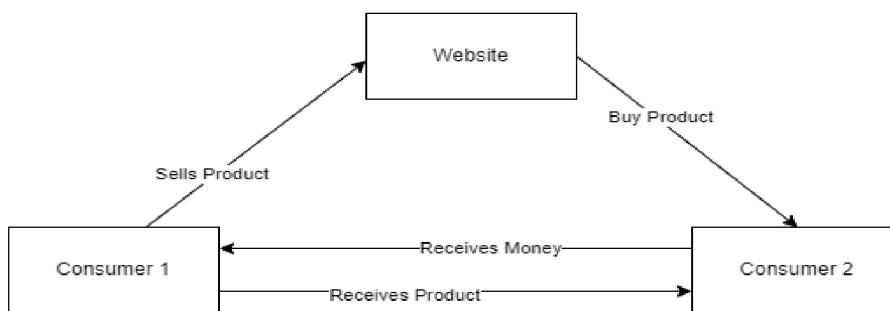 Website
Buy Product
Sells Product
Receives Money
Consumer 1
Consumer 2
Receives Product